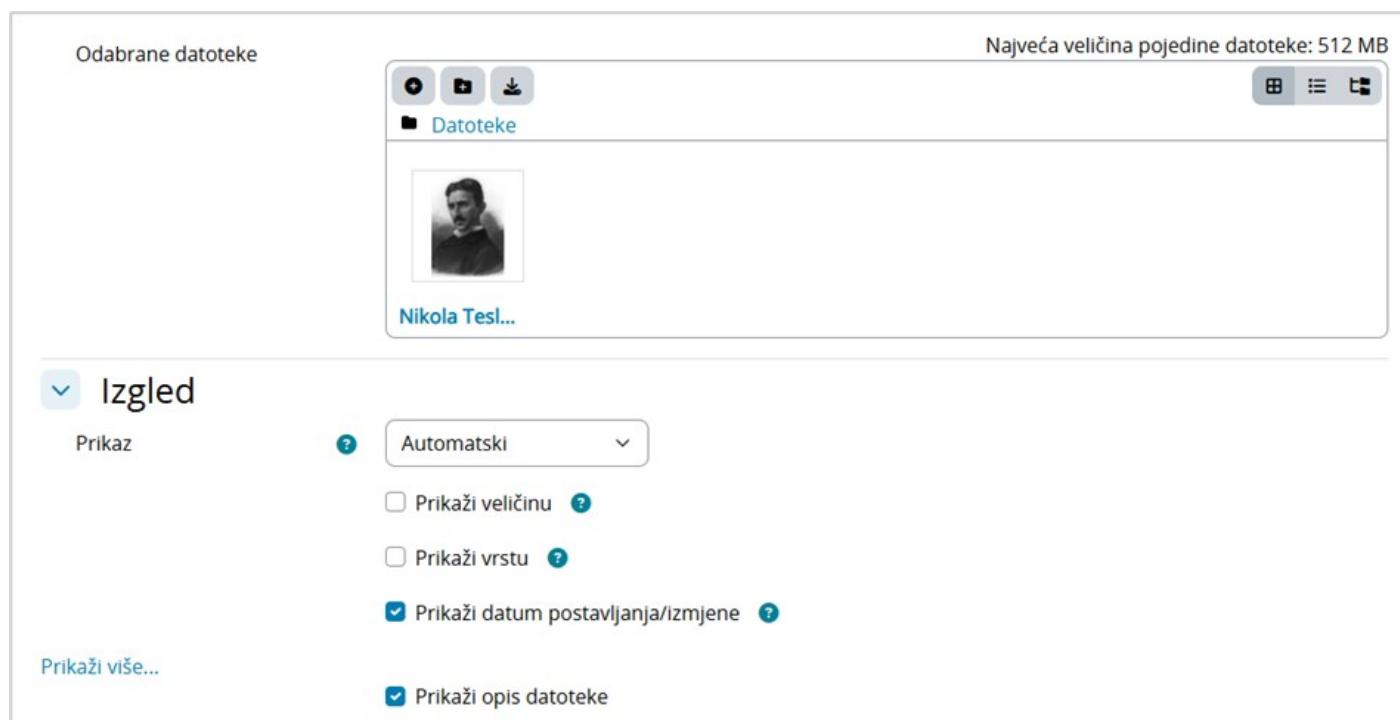 Odabrane datoteke
Najveća veličina pojedine datoteke: 512 MB
Datoteke
Nikola Tesl...
Izgled
Prikaz
Automatski
Prikaži veličinu
Prikaži vrstu
Prikaži datum postavljanja/izmjene
Prikaži više...
Prikaži opis datoteke